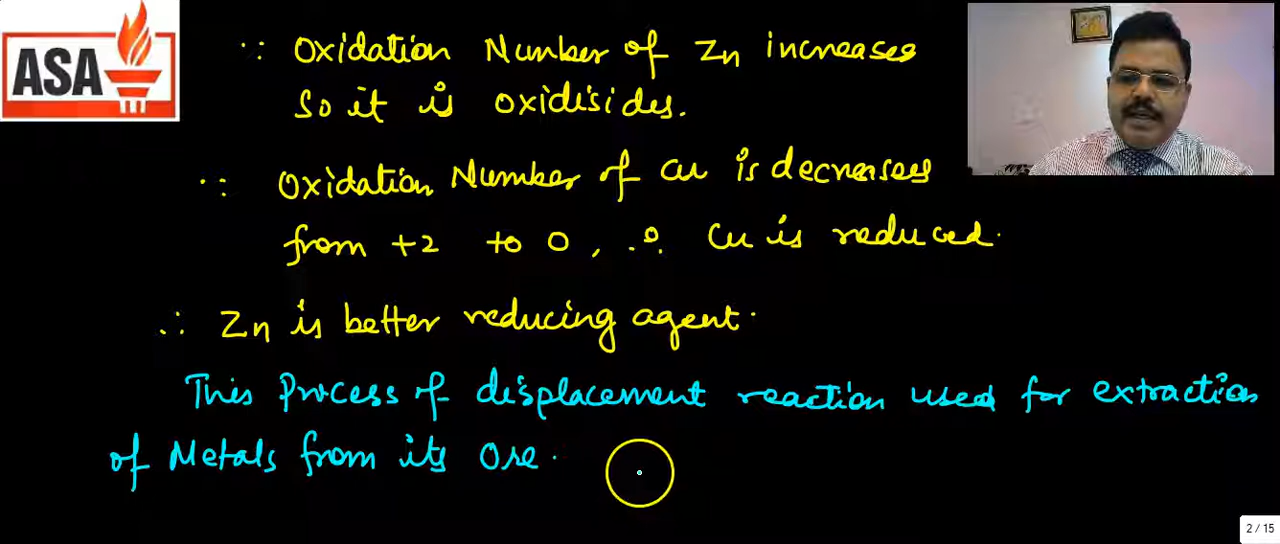 ASA
∵ Oxidation Number of Zn increases
So it is oxidisides.
∵ Oxidation Number of Cu is decreases
from +2 to 0, ∴ Cu is reduced.
∴ Zn is better reducing agent.
This Process of displacement reaction used for extraction
of Metals from its Ore.
2 / 15